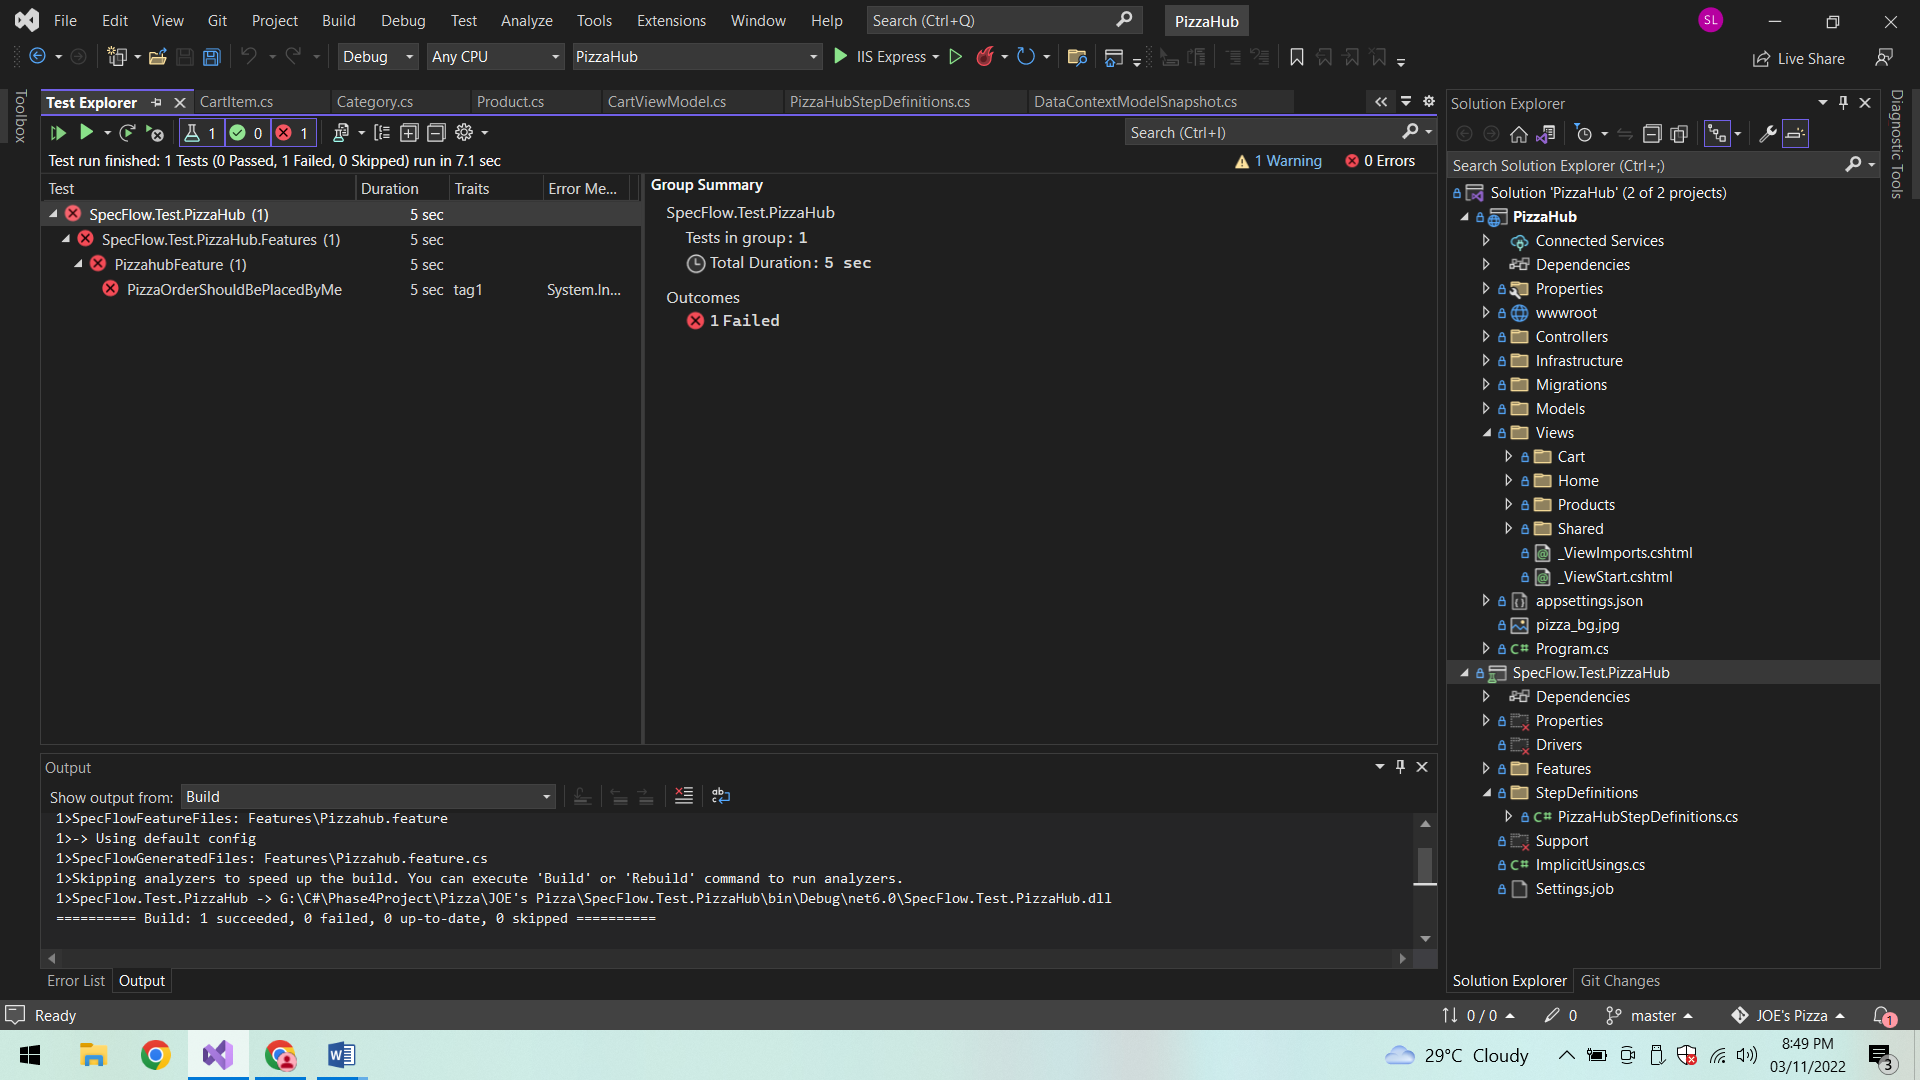 File Edit View Git Project Build Debug Test Analyze Tools Extensions Window Help Search (Ctrl+Q) PizzaHub SL
Debug Any CPU PizzaHub IIS Express Live Share
Toolbox
Test Explorer CartItem.cs Category.cs Product.cs CartViewModel.cs PizzaHubStepDefinitions.cs DataContextModelSnapshot.cs
1 0 1 Search (Ctrl+I)
Test run finished: 1 Tests (0 Passed, 1 Failed, 0 Skipped) run in 7.1 sec 1 Warning 0 Errors
Test Duration Traits Error Me...
SpecFlow.Test.PizzaHub (1) 5 sec
SpecFlow.Test.PizzaHub.Features (1) 5 sec
PizzahubFeature (1) 5 sec
PizzaOrderShouldBePlacedByMe 5 sec tag1 System.In...
Group Summary
SpecFlow.Test.PizzaHub
Tests in group: 1
Total Duration: 5 sec
Outcomes
1 Failed
Output
Show output from: Build
1>SpecFlowFeatureFiles: Features\Pizzahub.feature
1>-> Using default config
1>SpecFlowGeneratedFiles: Features\Pizzahub.feature.cs
1>Skipping analyzers to speed up the build. You can execute 'Build' or 'Rebuild' command to run analyzers.
1>SpecFlow.Test.PizzaHub -> G:\C#\Phase4Project\Pizza\JOE's Pizza\SpecFlow.Test.PizzaHub\bin\Debug\net6.0\SpecFlow.Test.PizzaHub.dll
========== Build: 1 succeeded, 0 failed, 0 up-to-date, 0 skipped ==========
Error List Output
Solution Explorer
Search Solution Explorer (Ctrl+;)
Solution 'PizzaHub' (2 of 2 projects)
PizzaHub
Connected Services
Dependencies
Properties
wwwroot
Controllers
Infrastructure
Migrations
Models
Views
Cart
Home
Products
Shared
_ViewImports.cshtml
_ViewStart.cshtml
appsettings.json
pizza_bg.jpg
C# Program.cs
SpecFlow.Test.PizzaHub
Dependencies
Properties
Drivers
Features
StepDefinitions
C# PizzaHubStepDefinitions.cs
Support
C# ImplicitUsings.cs
Settings.job
Solution Explorer Git Changes
Diagnostic Tools
Ready 0 / 0 0 master JOE's Pizza 1
29°C Cloudy 8:49 PM
03/11/2022 3